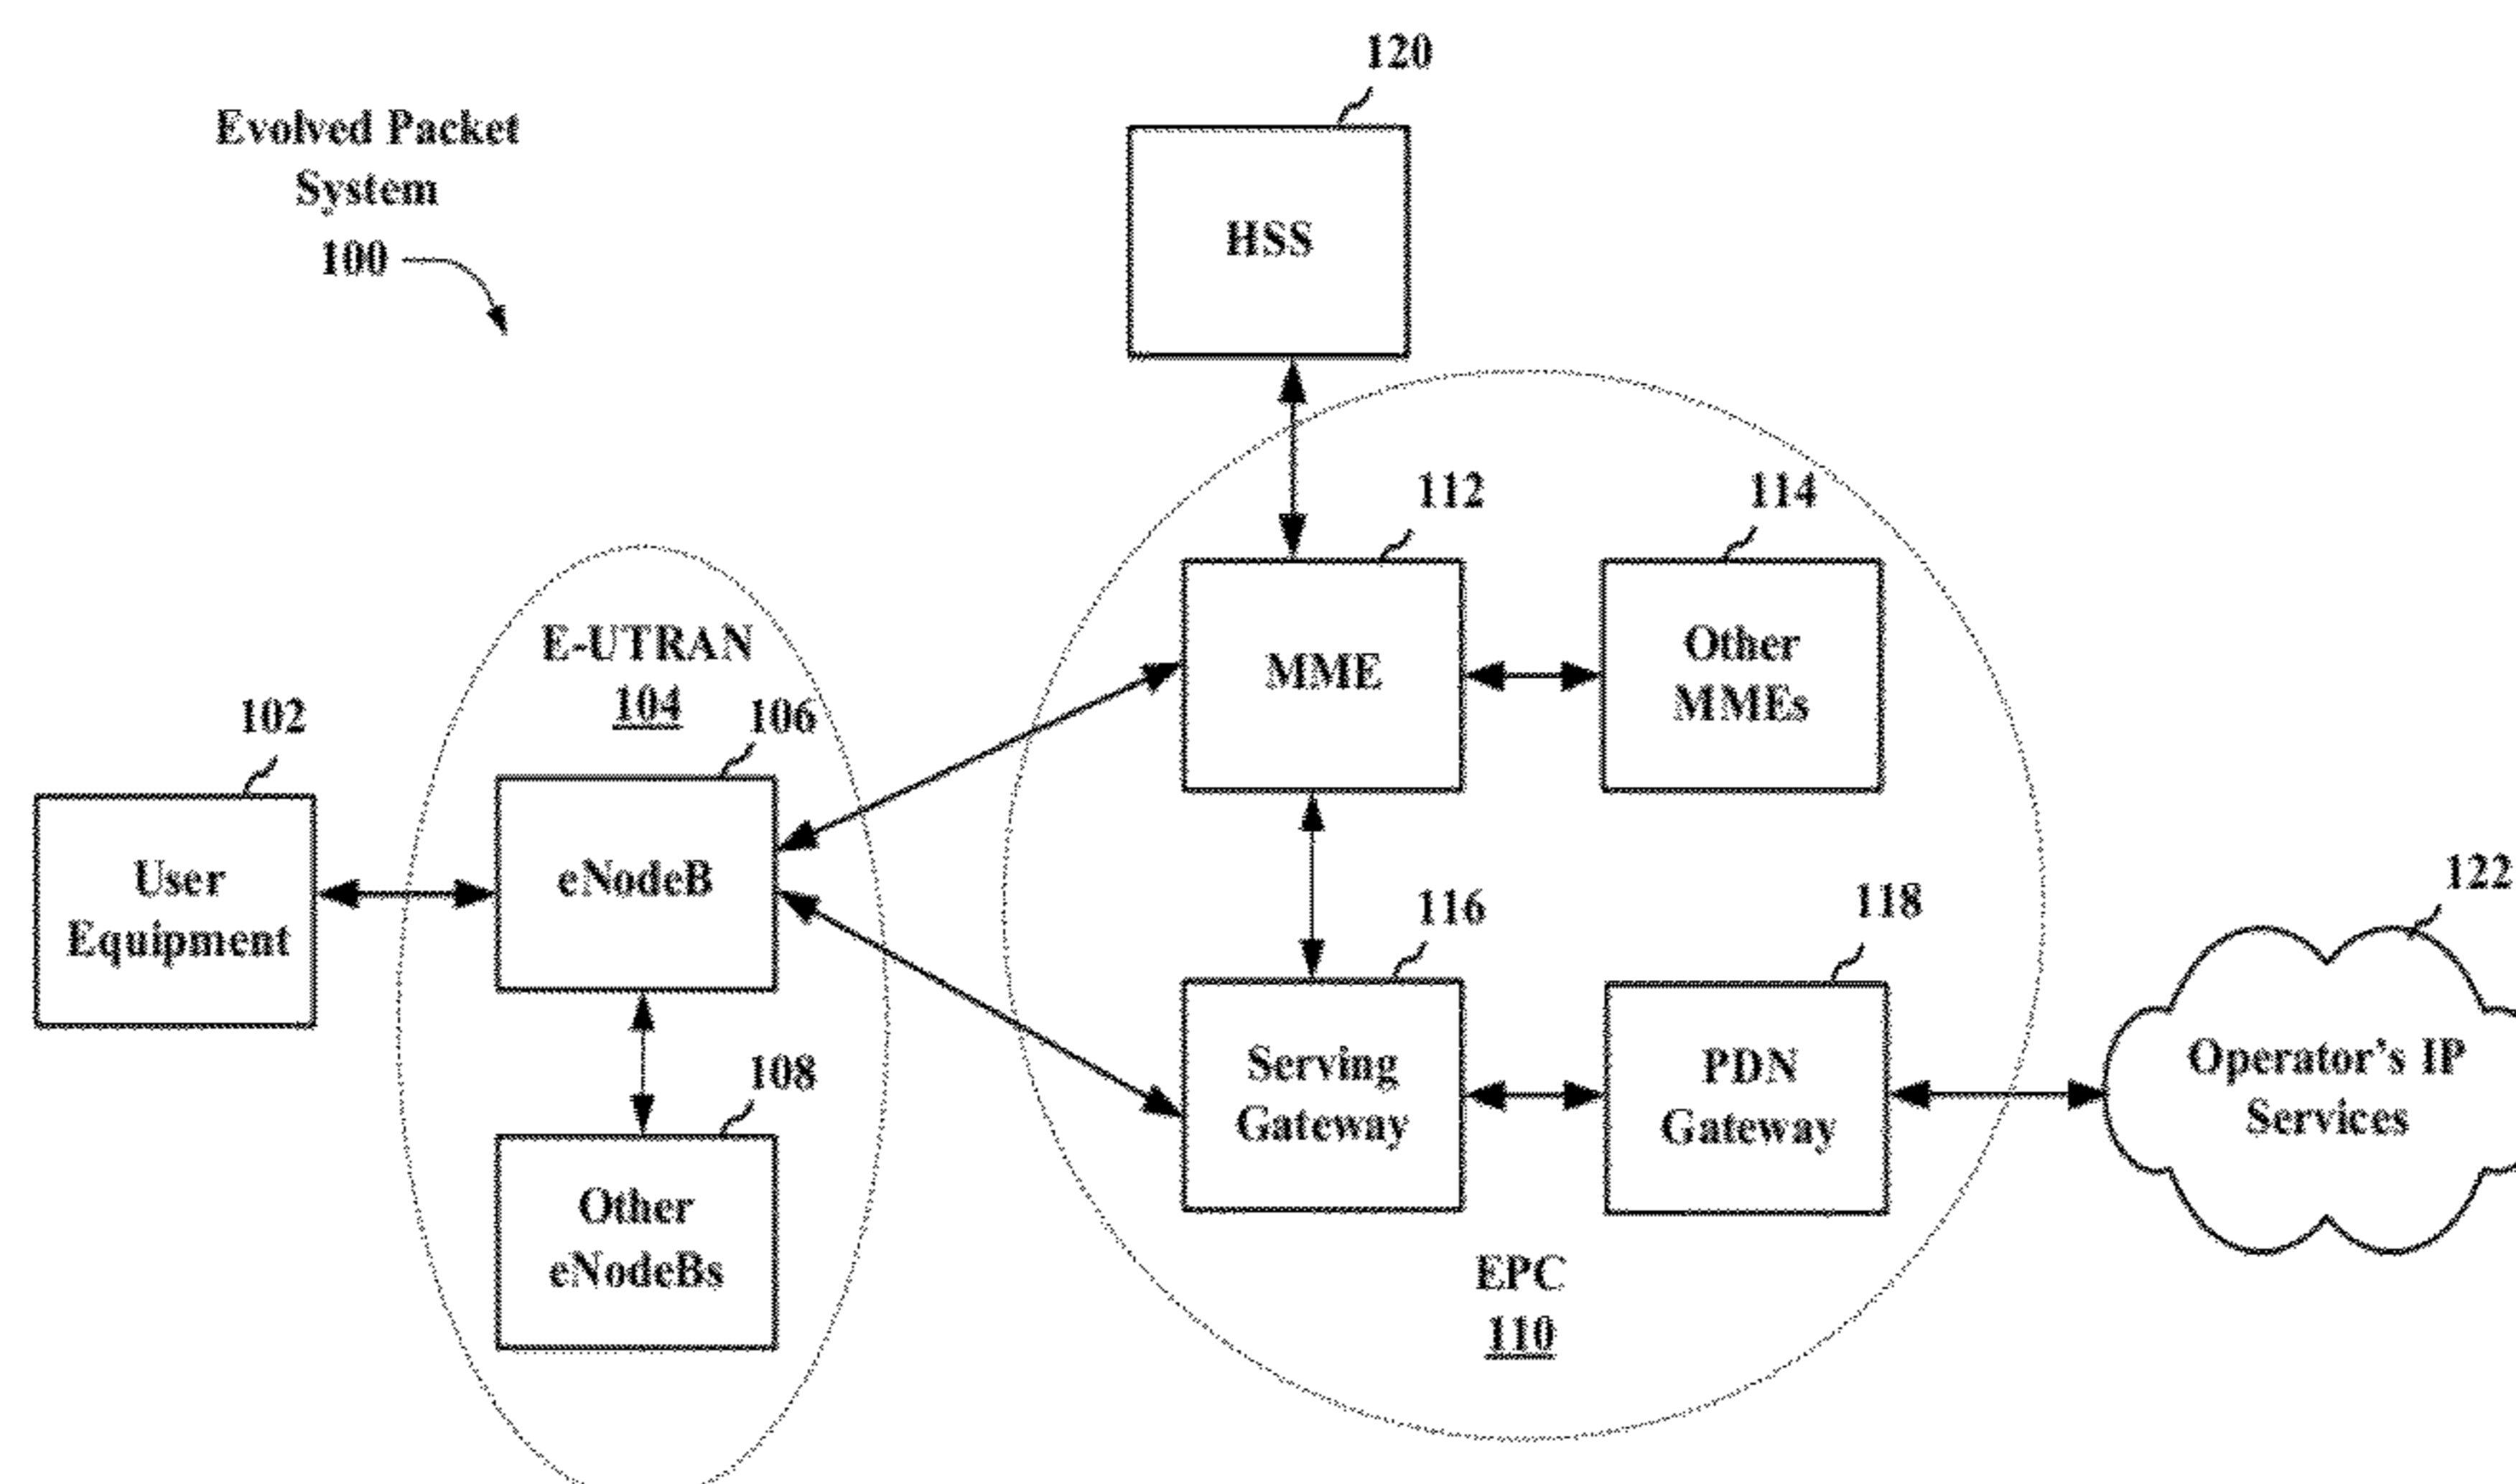 120
Evolved Packet
System
100
HSS
112
114
E-UTRAN
104
MME
Other
MMEs
102
106
User
Equipment
eNodeB
116
118
122
108
Serving
Gateway
PDN
Gateway
Operator's IP
Services
Other
eNodeBs
EPC
110